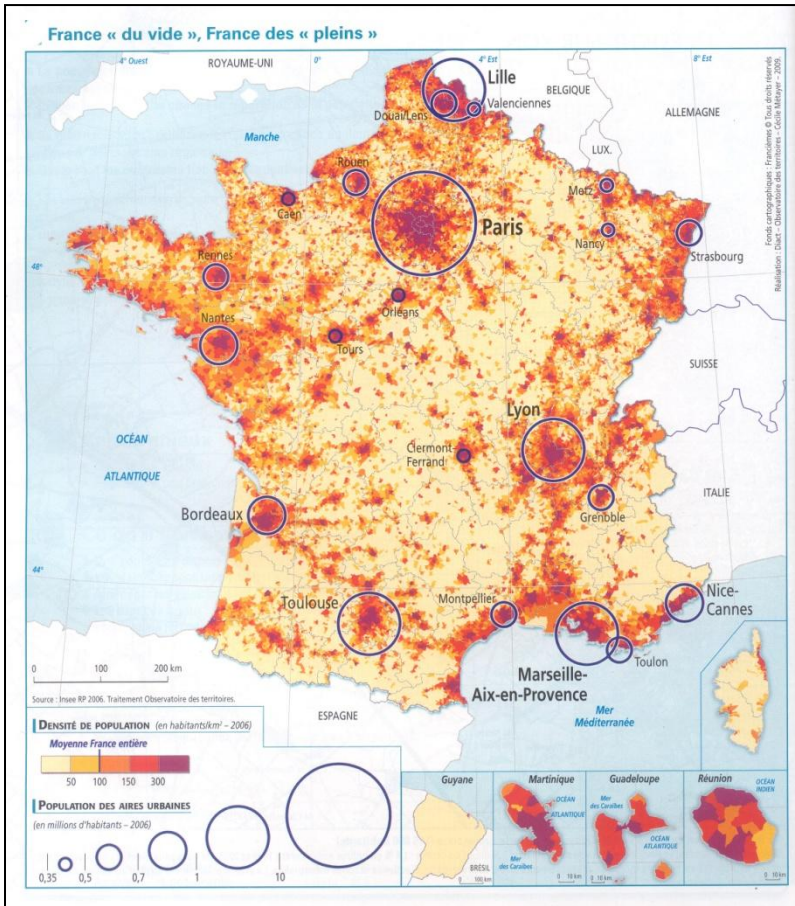 France « du vide », France des « pleins »
4° Ouest
ROYAUME-UNI
0°
4° Est
8° Est
Lille
BELGIQUE
Valenciennes
ALLEMAGNE
Douai/Lens
Manche
LUX.
Rouen
Metz
Caen
Paris
Nancy
Strasbourg
Rennes
48°
Orléans
Nantes
Tours
SUISSE
OCÉAN
ATLANTIQUE
Lyon
Clermont-
Ferrand
ITALIE
Grenoble
Bordeaux
44°
Nice-
Cannes
Montpellier
Toulouse
Toulon
Marseille-
Aix-en-Provence
0 100 200 km
Source : Insee RP 2006. Traitement Observatoire des territoires.
ESPAGNE
Mer
Méditerranée
Fonds cartographiques : Francièmes © Tous droits réservés
Réalisation : Diact – Observatoire des territoires – Cécile Métayer – 2009.
DENSITÉ DE POPULATION (en habitants/km² – 2006)
Moyenne France entière
50 100 150 300
POPULATION DES AIRES URBAINES
(en millions d'habitants – 2006)
0,35 0,5 0,7 1 10
Guyane
BRÉSIL
100 km
Martinique
OCÉAN
ATLANTIQUE
Mer
des Caraïbes
0 10 km
Guadeloupe
Mer
des Caraïbes
OCÉAN
ATLANTIQUE
0 10 km
Réunion
OCÉAN
INDIEN
0 10 km